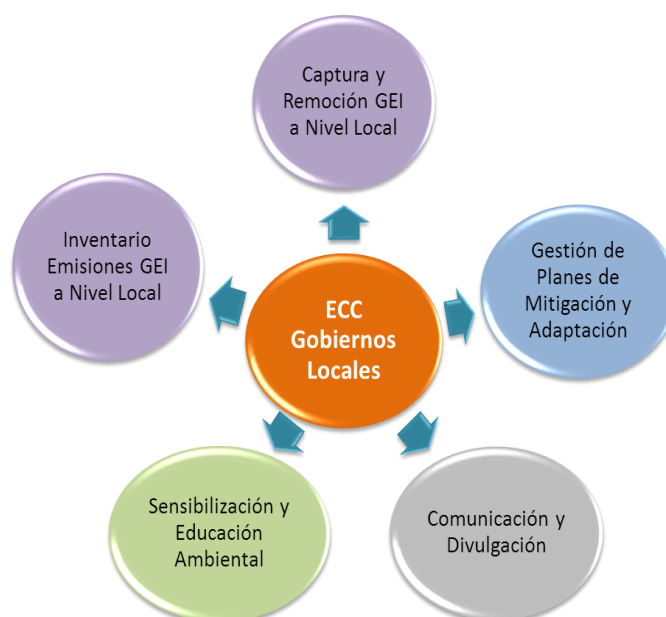 Captura y
Remoción GEI
a Nivel Local
Inventario
Emisiones GEI
a Nivel Local
Gestión de
Planes de
Mitigación y
Adaptación
ECC
Gobiernos
Locales
Sensibilización y
Educación
Ambiental
Comunicación y
Divulgación